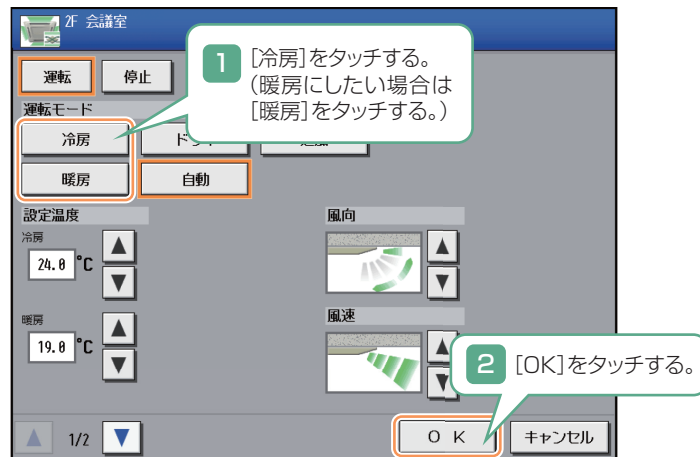 2F 会議室
1 [冷房]をタッチする。
(暖房にしたい場合は
[暖房]をタッチする。)
運転 停止
運転モード
冷房
暖房 自動
設定温度 風向
冷房
24.0 °C
暖房 風速
19.0 °C
2 [OK]をタッチする。
1/2 OK キャンセル